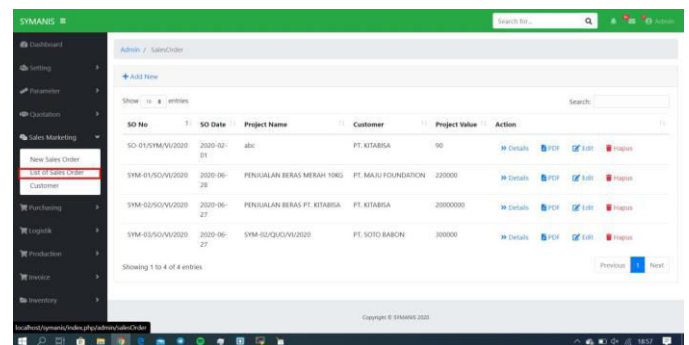 SYMANIS
Search for...
Admin
Dashboard
Admin / SalesOrder
Setting
Add New
Parameter
Show 10 entries
Search:
Quotation
SO No SO Date Project Name Customer Project Value Action
Sales Marketing
SO-01/SYM/VI/2020 2020-02-01 abc PT. KITABISA 90 Details PDF Edit Hapus
New Sales Order
List of Sales Order
Customer
SYM-01/SO/VI/2020 2020-06-28 PENJUALAN BERAS MERAH 10KG PT. MAJU FOUNDATION 220000 Details PDF Edit Hapus
Purchasing
SYM-02/SO/VI/2020 2020-06-27 PENJUALAN BERAS PT. KITABISA PT. KITABISA 20000000 Details PDF Edit Hapus
Logistik
SYM-03/SO/VI/2020 2020-06-27 SYM-02/QUO/VI/2020 PT. SOTO BABON 300000 Details PDF Edit Hapus
Production
Showing 1 to 4 of 4 entries
Previous 1 Next
Invoice
Inventory
Copyright © SYMANIS 2020
localhost/symanis/index.php/admin/salesOrder
18:57